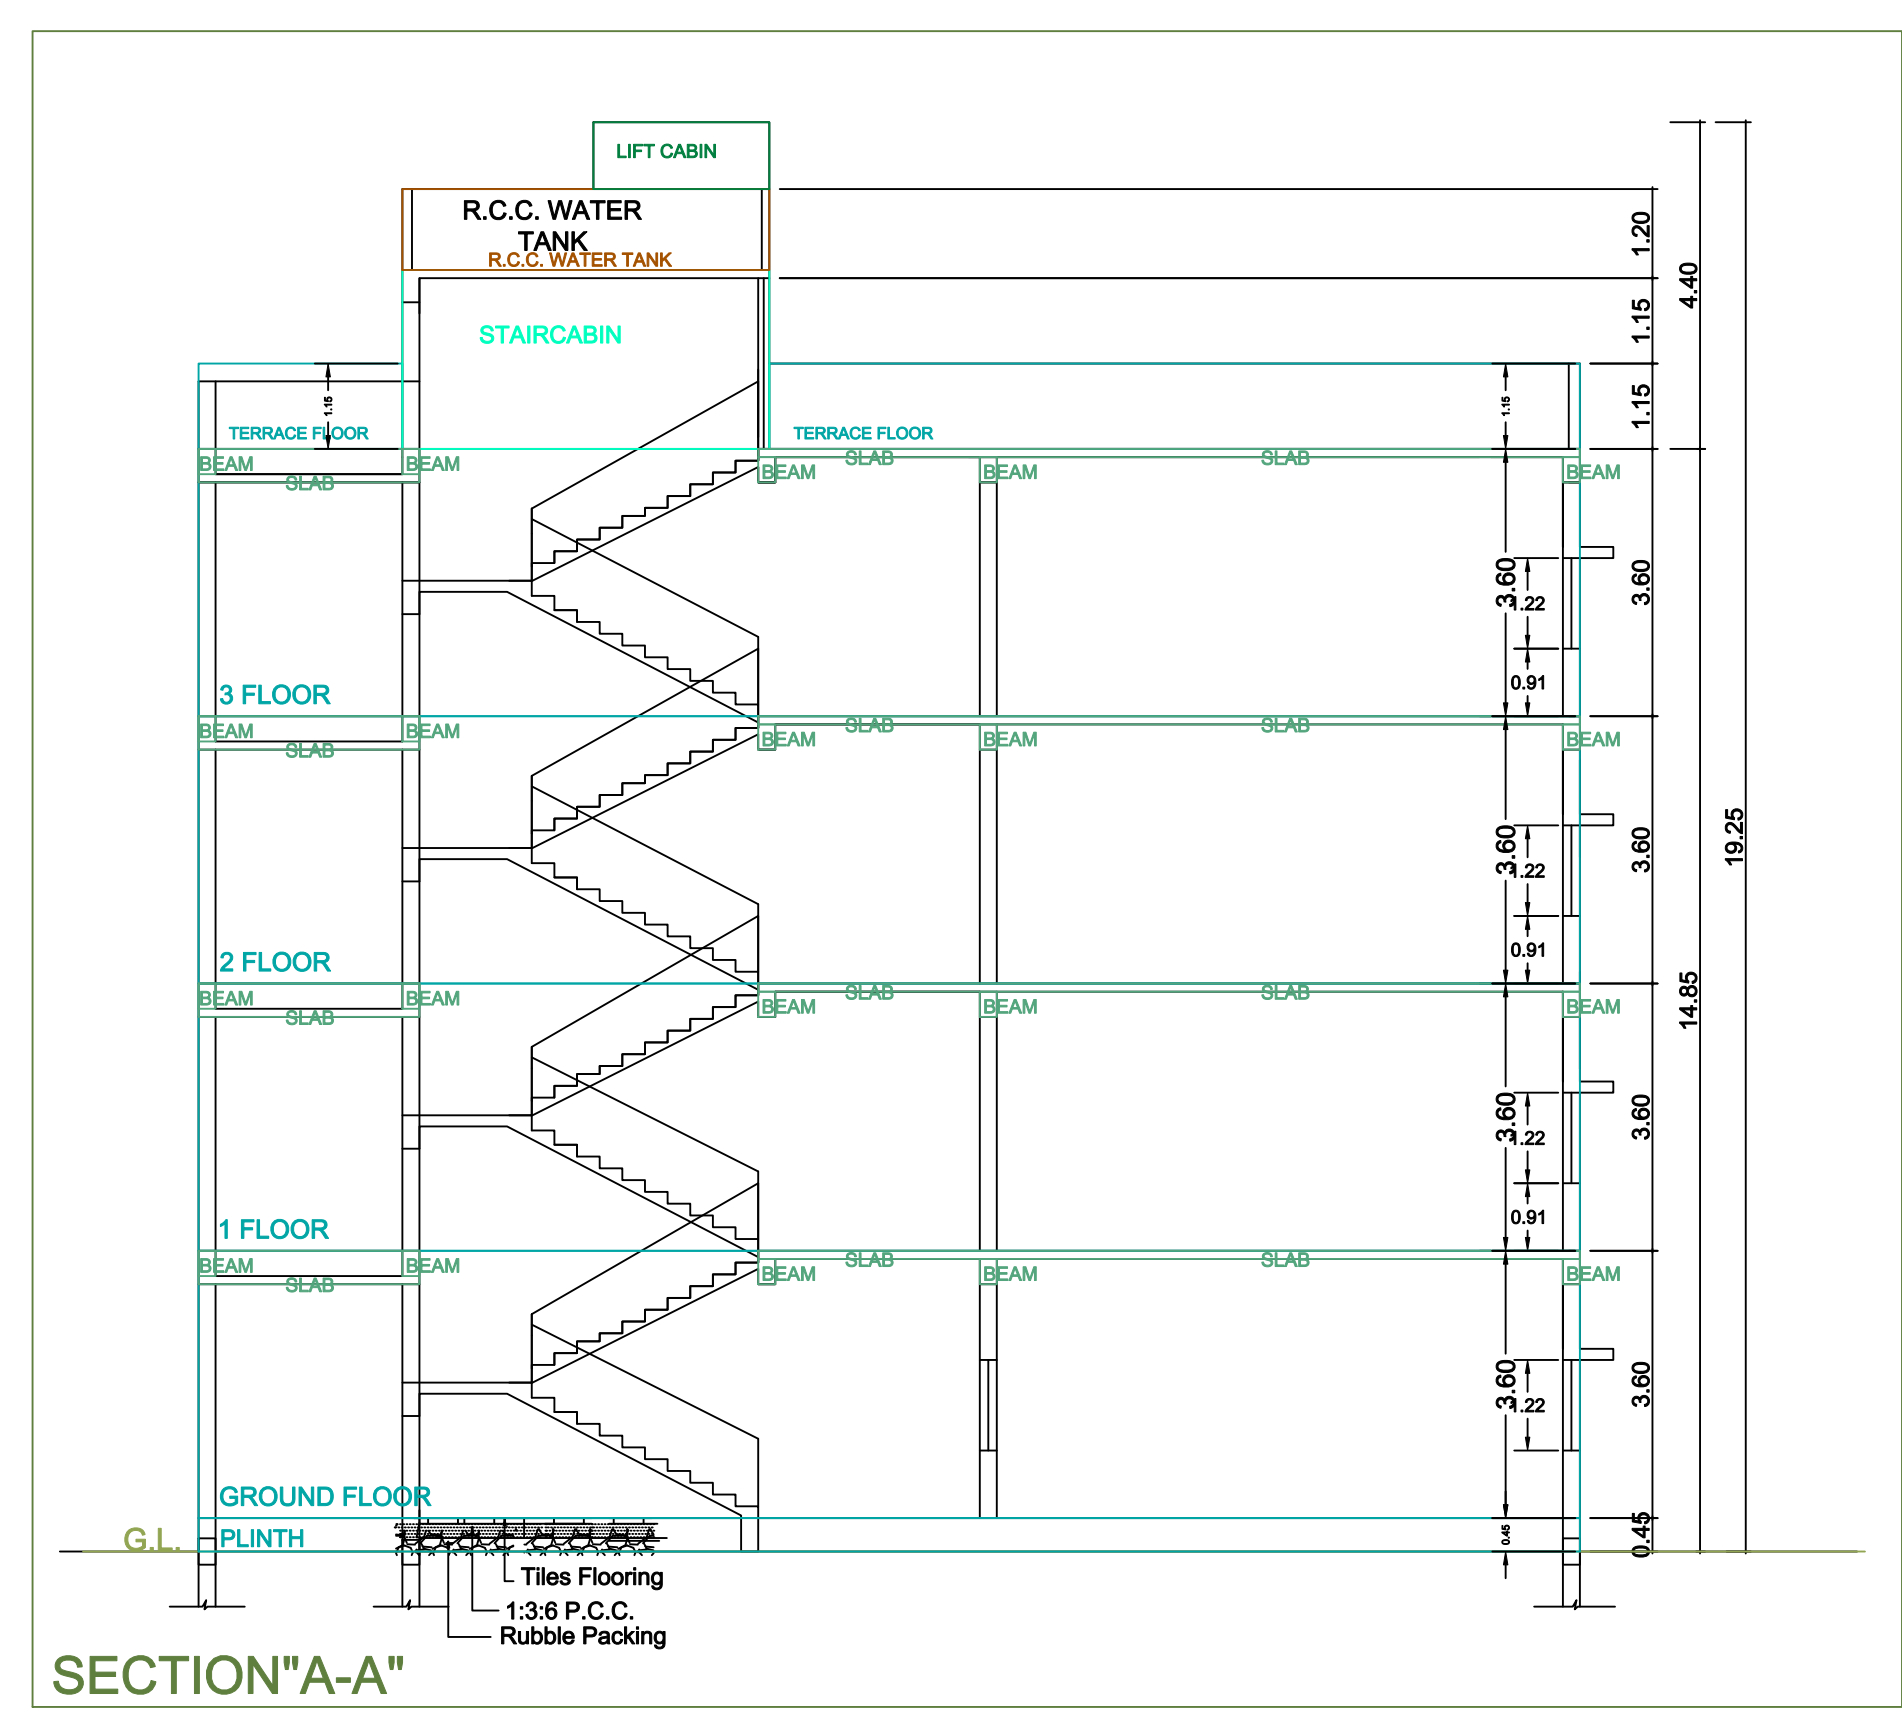 LIFT CABIN
R.C.C. WATER
TANK
R.C.C. WATER TANK
1.20
4.40
STAIRCABIN
1.15
1.15
1.15
1.15
TERRACE FLOOR
TERRACE FLOOR
BEAM
BEAM
SLAB
BEAM
SLAB
BEAM
SLAB
BEAM
3.60
1.22
3.60
0.91
3 FLOOR
BEAM
BEAM
SLAB
BEAM
SLAB
BEAM
SLAB
BEAM
3.60
1.22
3.60
19.25
0.91
2 FLOOR
BEAM
BEAM
SLAB
BEAM
SLAB
BEAM
SLAB
BEAM
14.85
3.60
1.22
3.60
0.91
1 FLOOR
BEAM
BEAM
SLAB
BEAM
SLAB
BEAM
SLAB
BEAM
3.60
1.22
3.60
GROUND FLOOR
G.L.
PLINTH
0.45
0.45
Tiles Flooring
1:3:6 P.C.C.
Rubble Packing
SECTION"A-A"